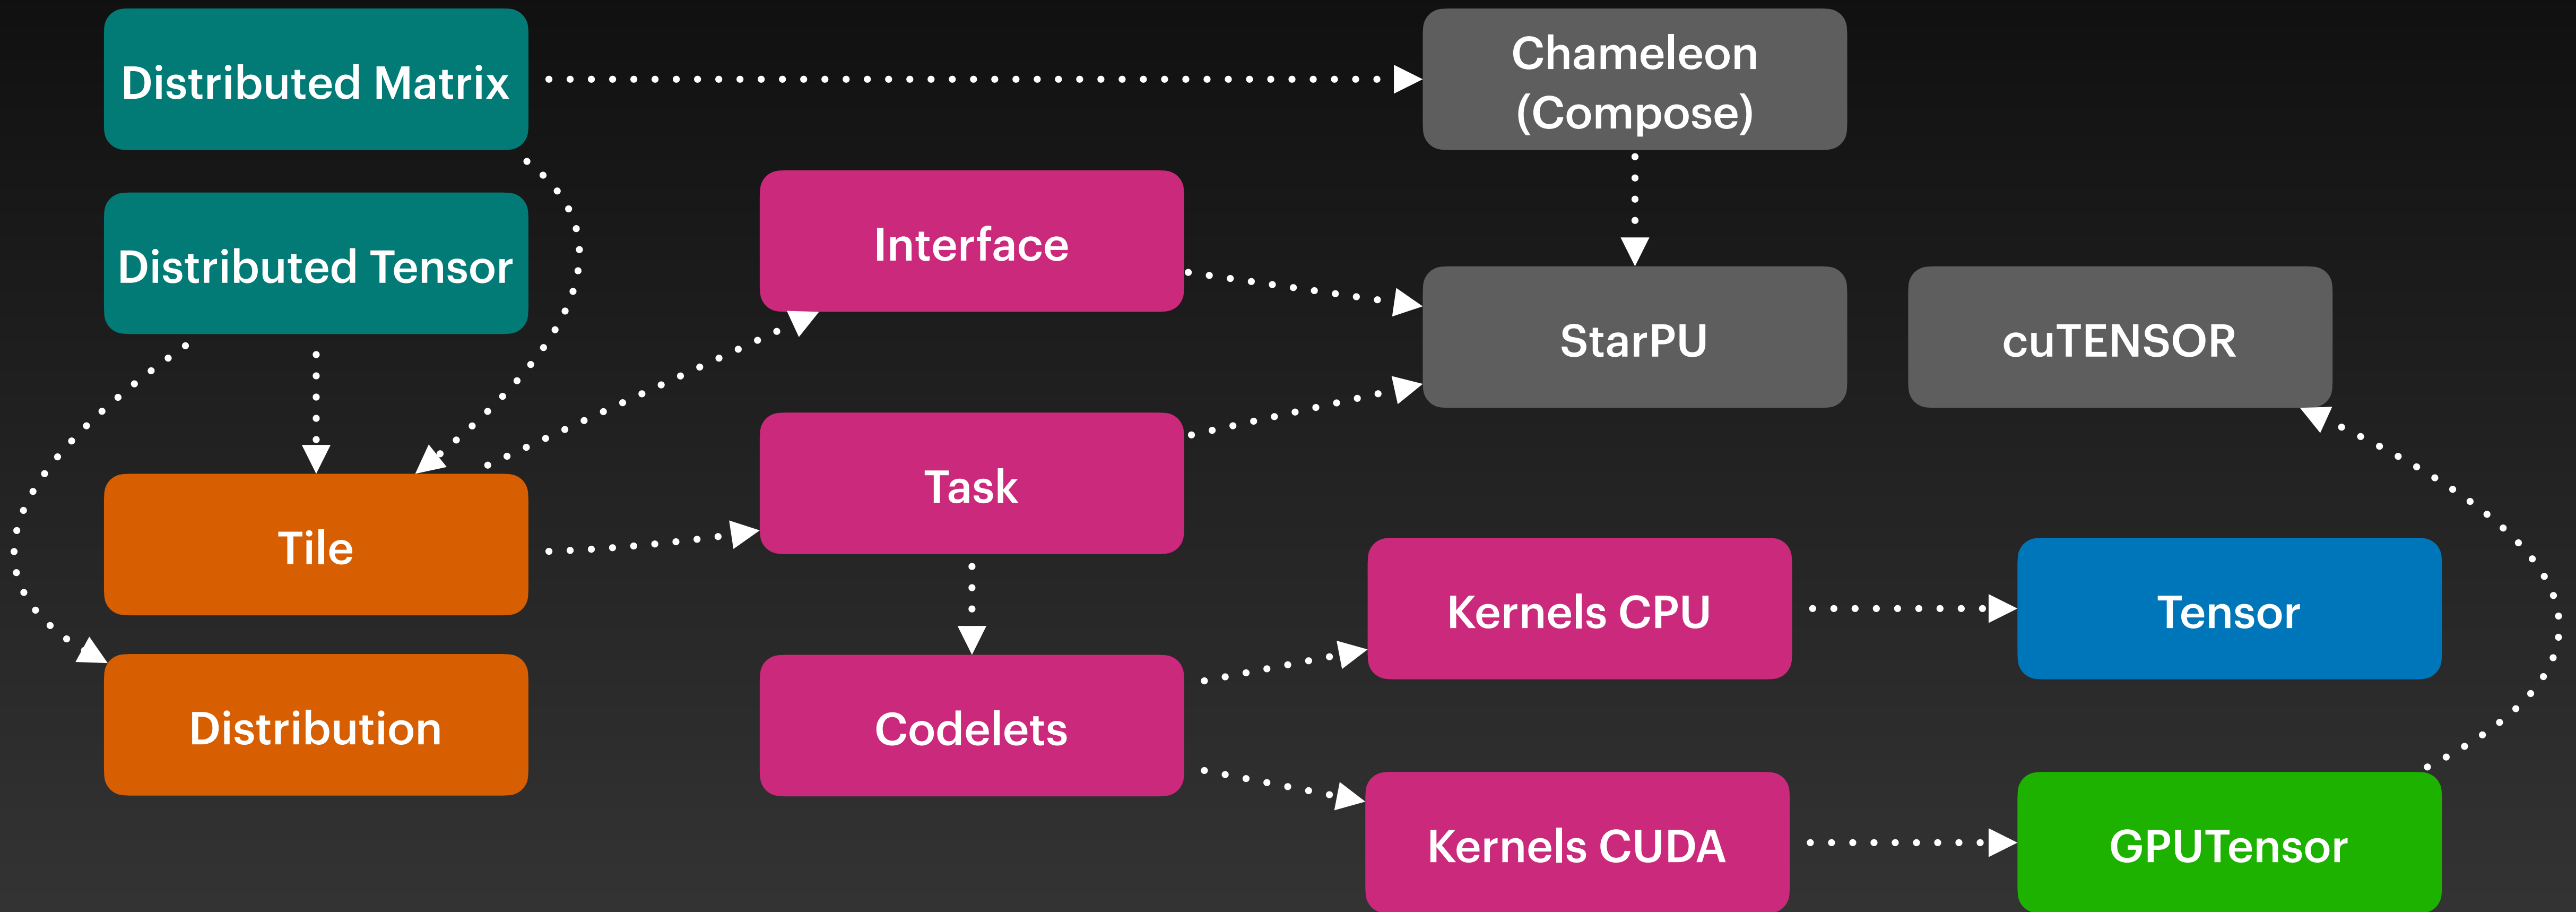 Distributed Matrix
Chameleon
(Compose)
Distributed Tensor
Interface
StarPU
cuTENSOR
Task
Tile
Kernels CPU
Tensor
Distribution
Codelets
Kernels CUDA
GPUTensor